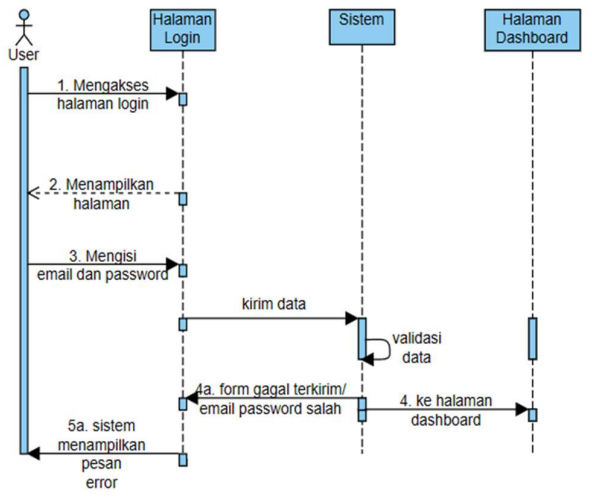 Halaman
Login
Sistem
Halaman
Dashboard
User
1. Mengakses
halaman login
2. Menampilkan
halaman
3. Mengisi
email dan password
kirim data
validasi
data
4a. form gagal terkirim/
email password salah
4. ke halaman
dashboard
5a. sistem
menampilkan
pesan
error